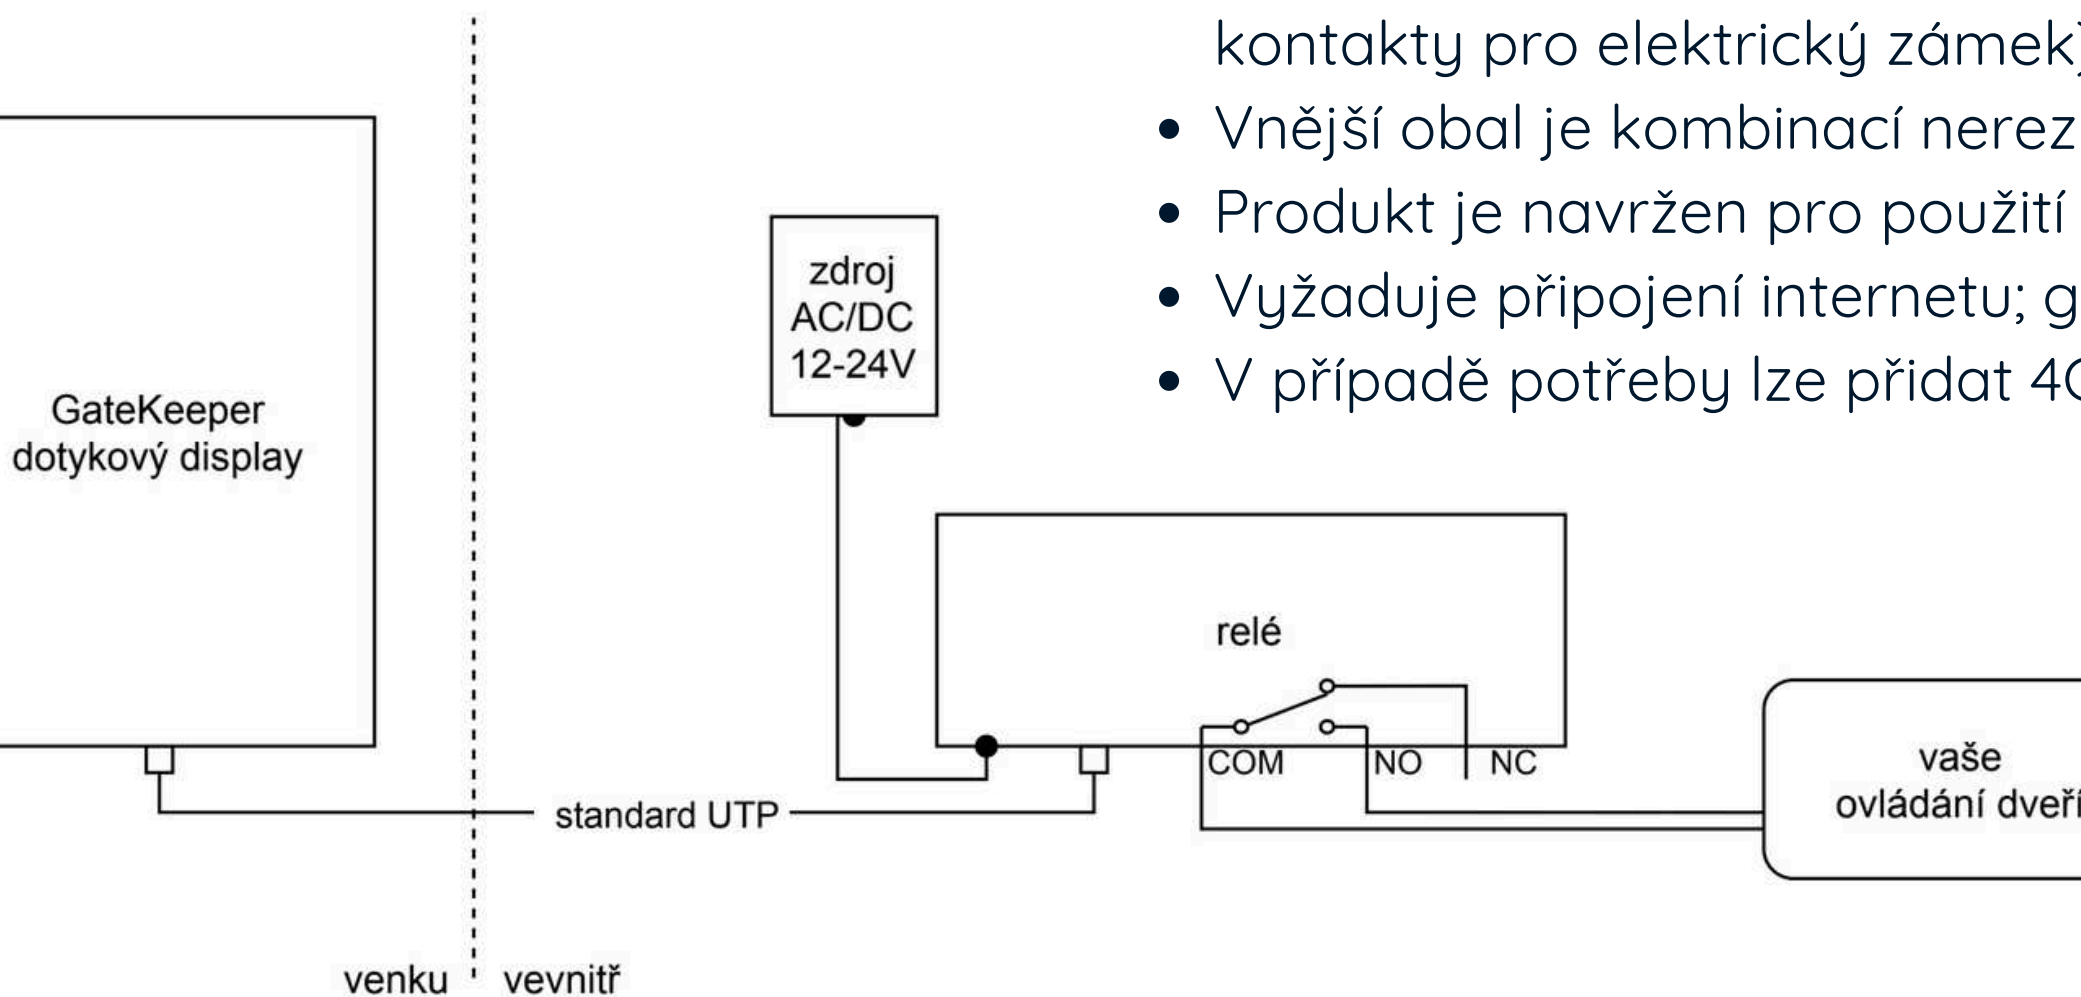 kontakty pro elektrický zámek)
• Vnější obal je kombinací nerez
• Produkt je navržen pro použití
• Vyžaduje připojení internetu; g
• V případě potřeby lze přidat 4G
GateKeeper
dotykový display
zdroj
AC/DC
12-24V
relé
COM
NO
NC
vaše
ovládání dveří
standard UTP
venku
vevnitř